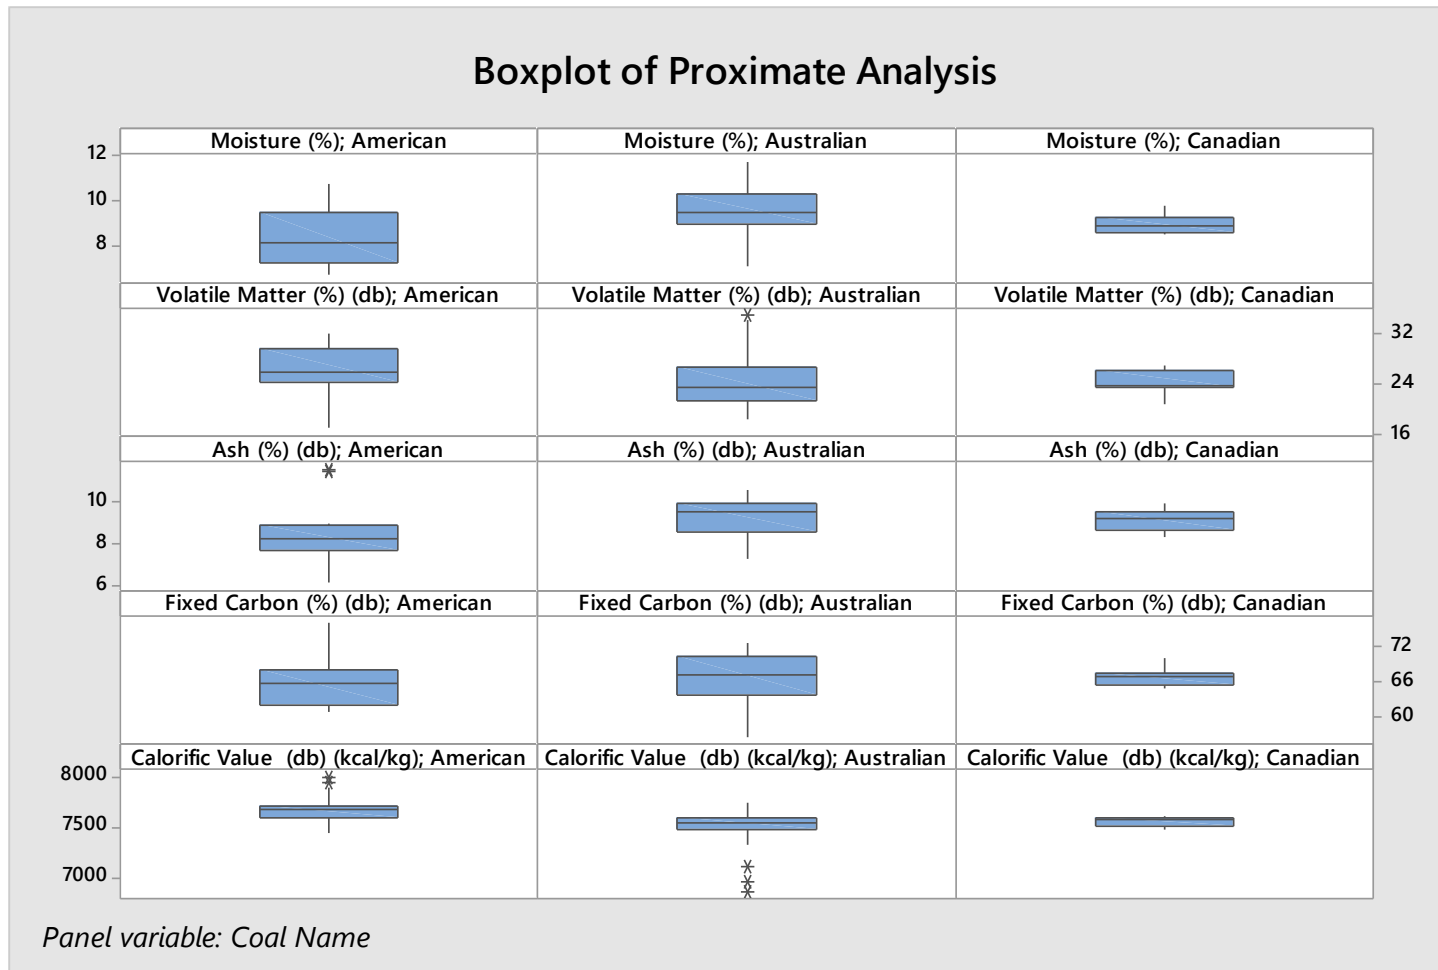 Boxplot of Proximate Analysis
Moisture (%); American
Moisture (%); Australian
Moisture (%); Canadian
12
10
8
Volatile Matter (%) (db); American
Volatile Matter (%) (db); Australian
Volatile Matter (%) (db); Canadian
32
24
16
Ash (%) (db); American
Ash (%) (db); Australian
Ash (%) (db); Canadian
10
8
6
Fixed Carbon (%) (db); American
Fixed Carbon (%) (db); Australian
Fixed Carbon (%) (db); Canadian
72
66
60
Calorific Value  (db) (kcal/kg); American
Calorific Value  (db) (kcal/kg); Australian
Calorific Value  (db) (kcal/kg); Canadian
8000
7500
7000
Panel variable: Coal Name